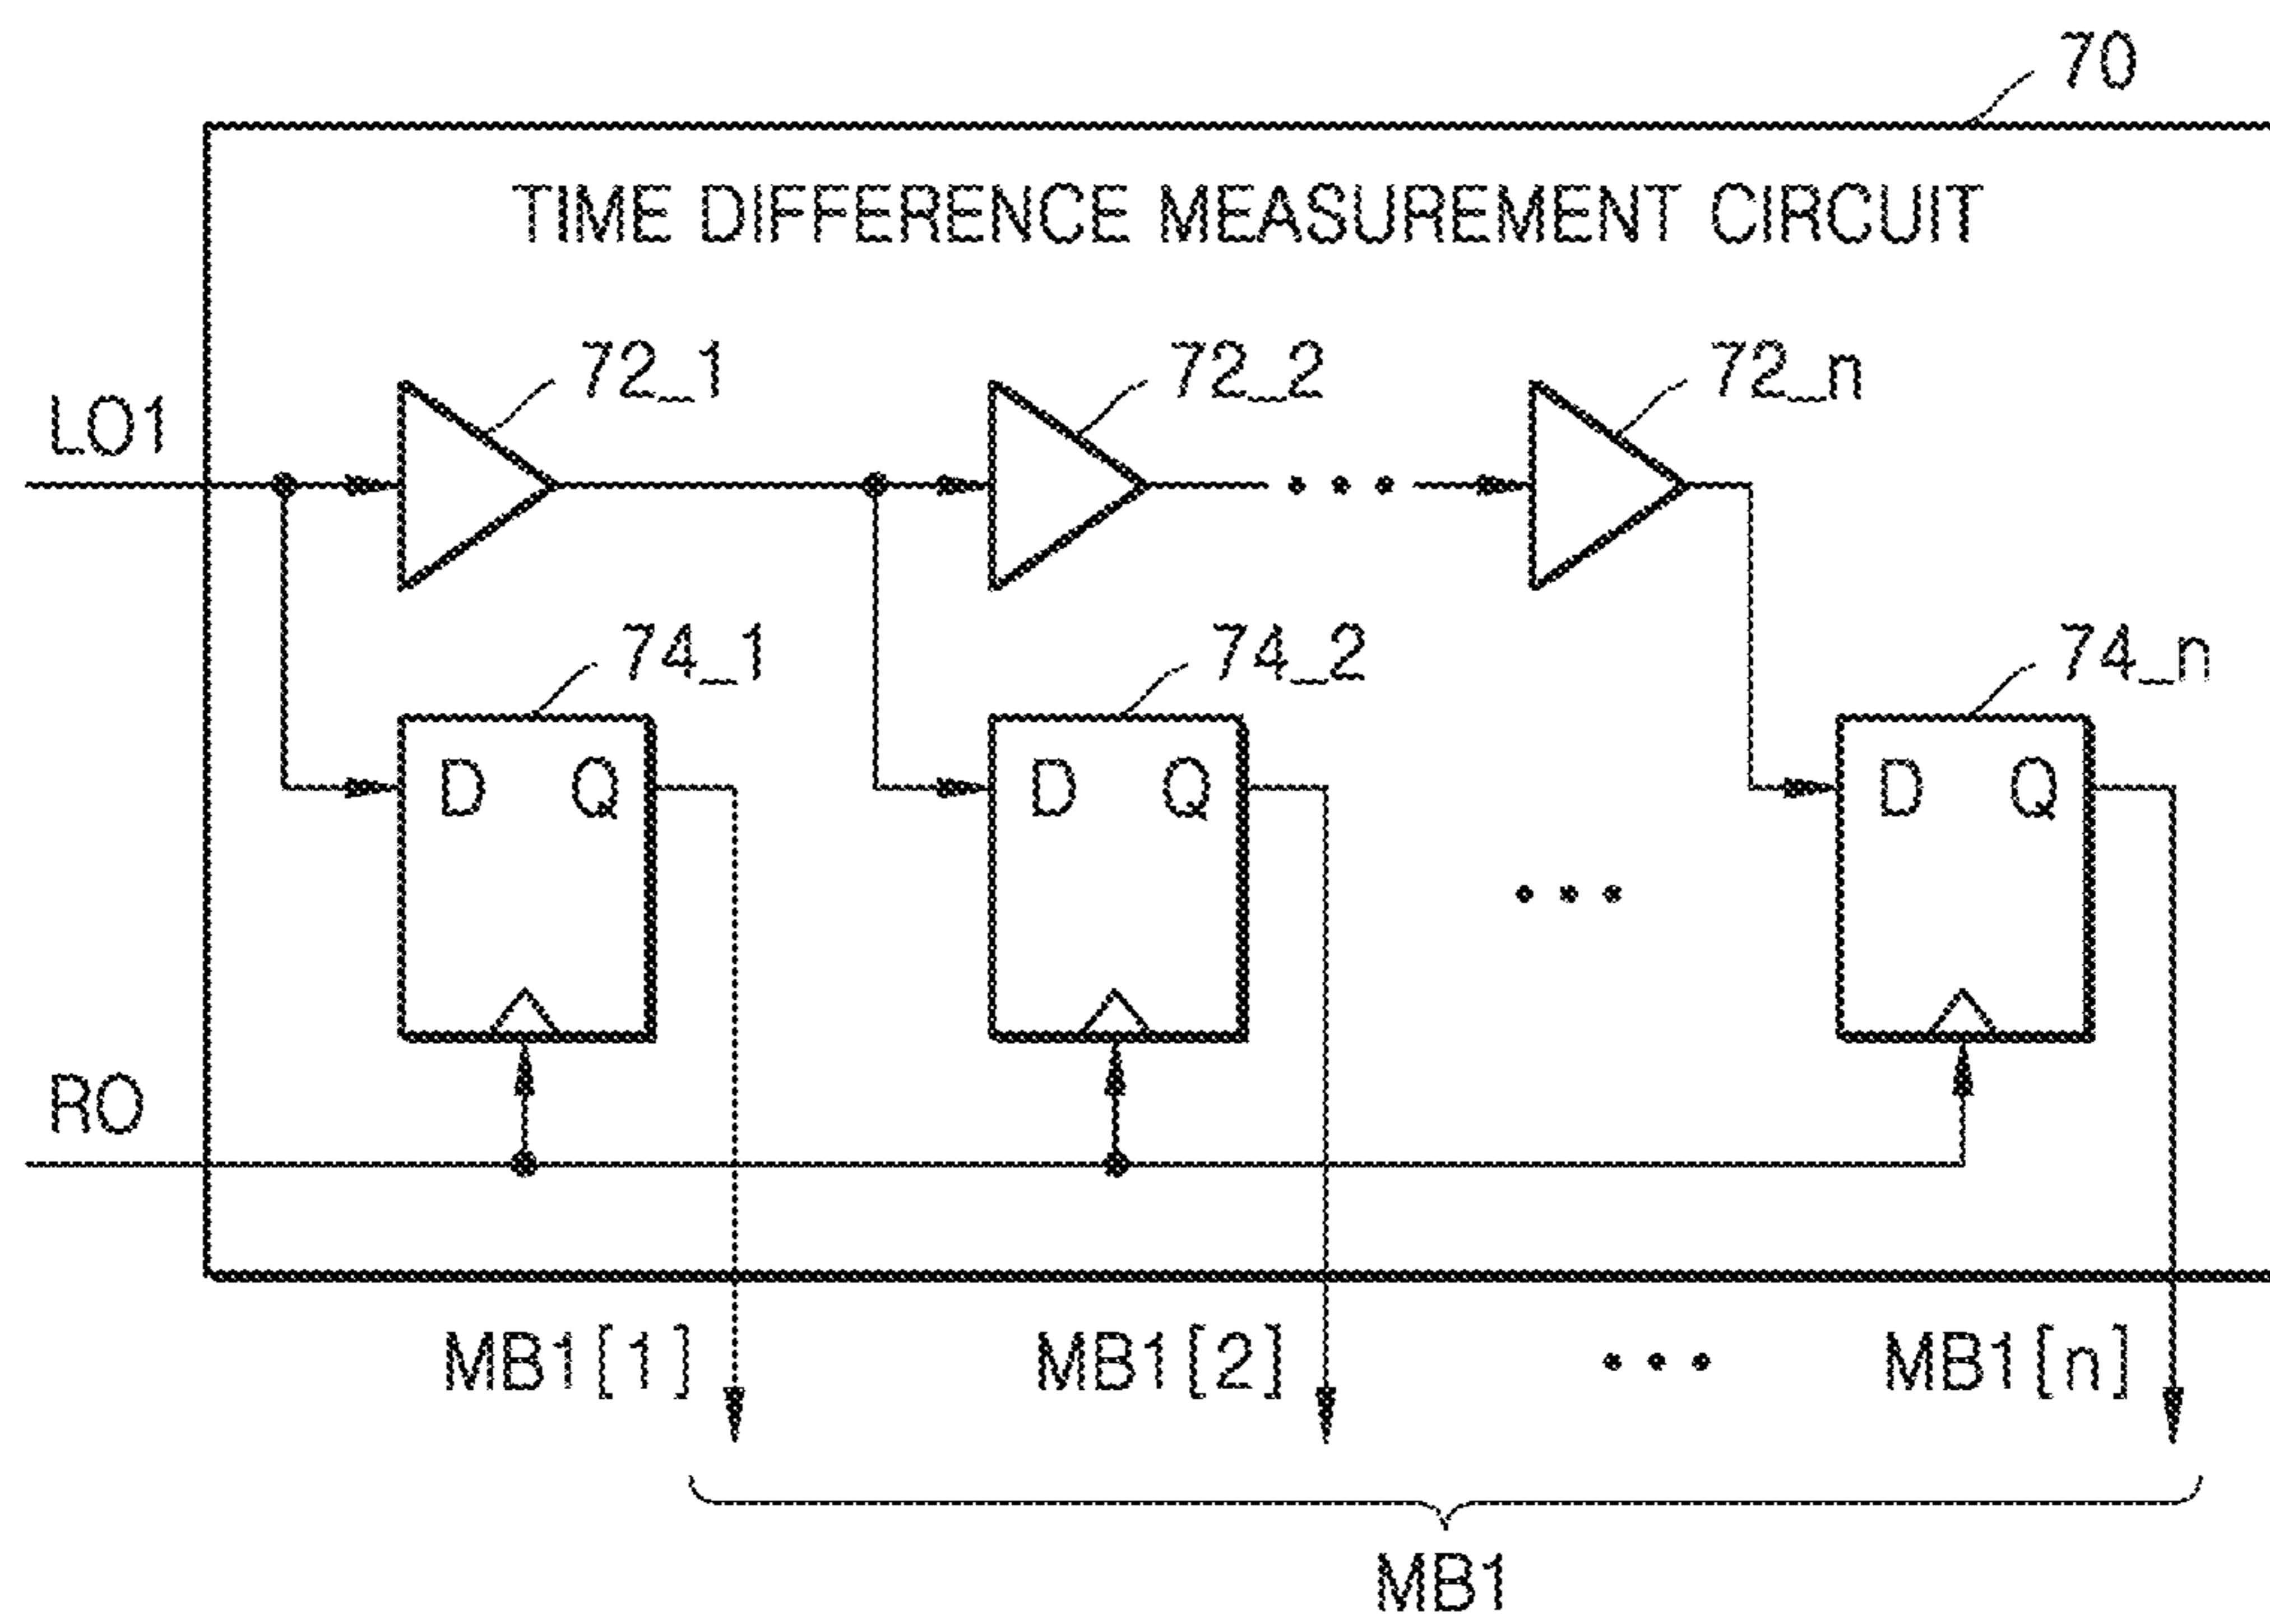 70
TIME DIFFERENCE MEASUREMENT CIRCUIT
72_1 72_2 72_n
LO1
74_1 74_2 74_n
D Q D Q D Q
RO
MB1[1] MB1[2] MB1[n]
MB1